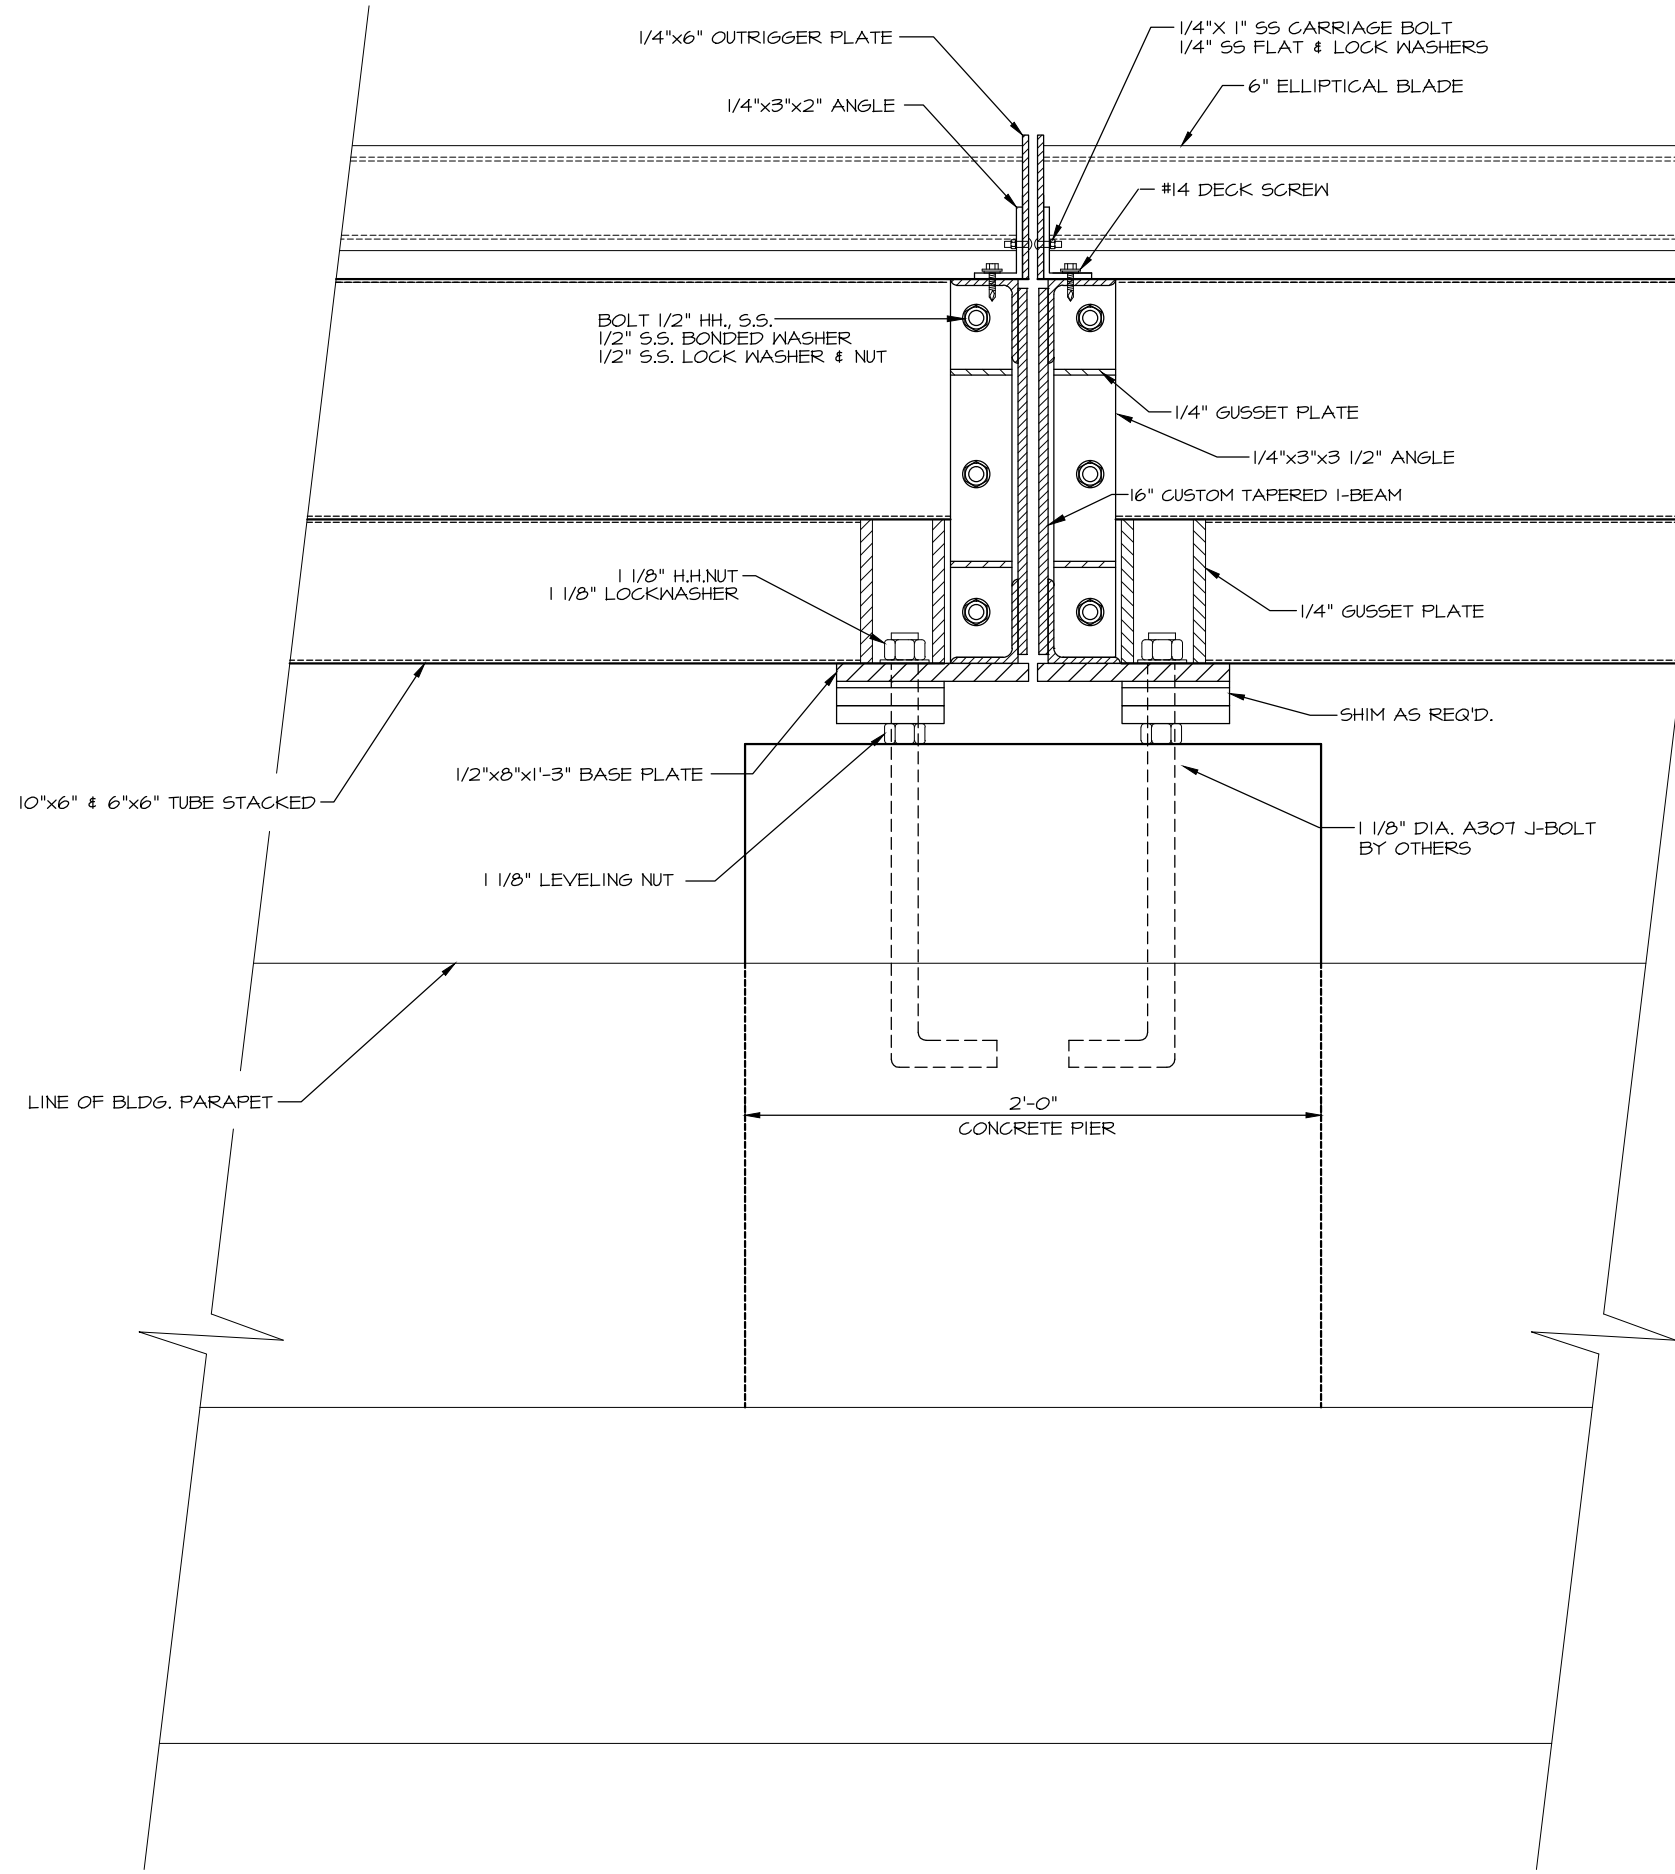 1/4"x6" OUTRIGGER PLATE
1/4"X 1" SS CARRIAGE BOLT
1/4" SS FLAT & LOCK WASHERS
6" ELLIPTICAL BLADE
1/4"x3"x2" ANGLE
#14 DECK SCREW
BOLT 1/2" HH., S.S.
1/2" S.S. BONDED WASHER
1/2" S.S. LOCK WASHER & NUT
1/4" GUSSET PLATE
1/4"x3"x3 1/2" ANGLE
16" CUSTOM TAPERED I-BEAM
1 1/8" H.H.NUT
1 1/8" LOCKWASHER
1/4" GUSSET PLATE
SHIM AS REQ'D.
1/2"x8"x1'-3" BASE PLATE
10"x6" & 6"x6" TUBE STACKED
1 1/8" DIA. A307 J-BOLT
BY OTHERS
1 1/8" LEVELING NUT
LINE OF BLDG. PARAPET
2'-0"
CONCRETE PIER